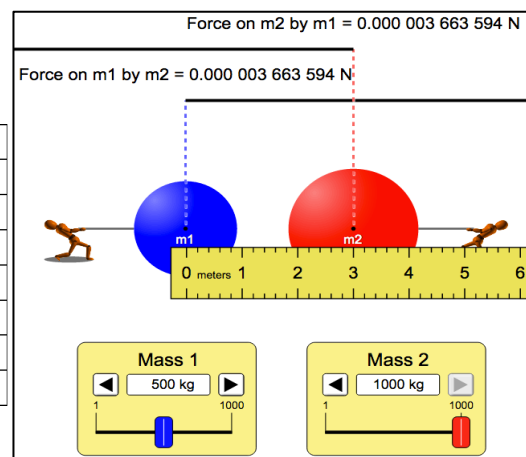 Force on m2 by m1 = 0.000 003 663 594 N
Force on m1 by m2 = 0.000 003 663 594 N
m1
m2
0 meters 1 2 3 4 5 6
Mass 1
500 kg
1 1000
Mass 2
1000 kg
1 1000